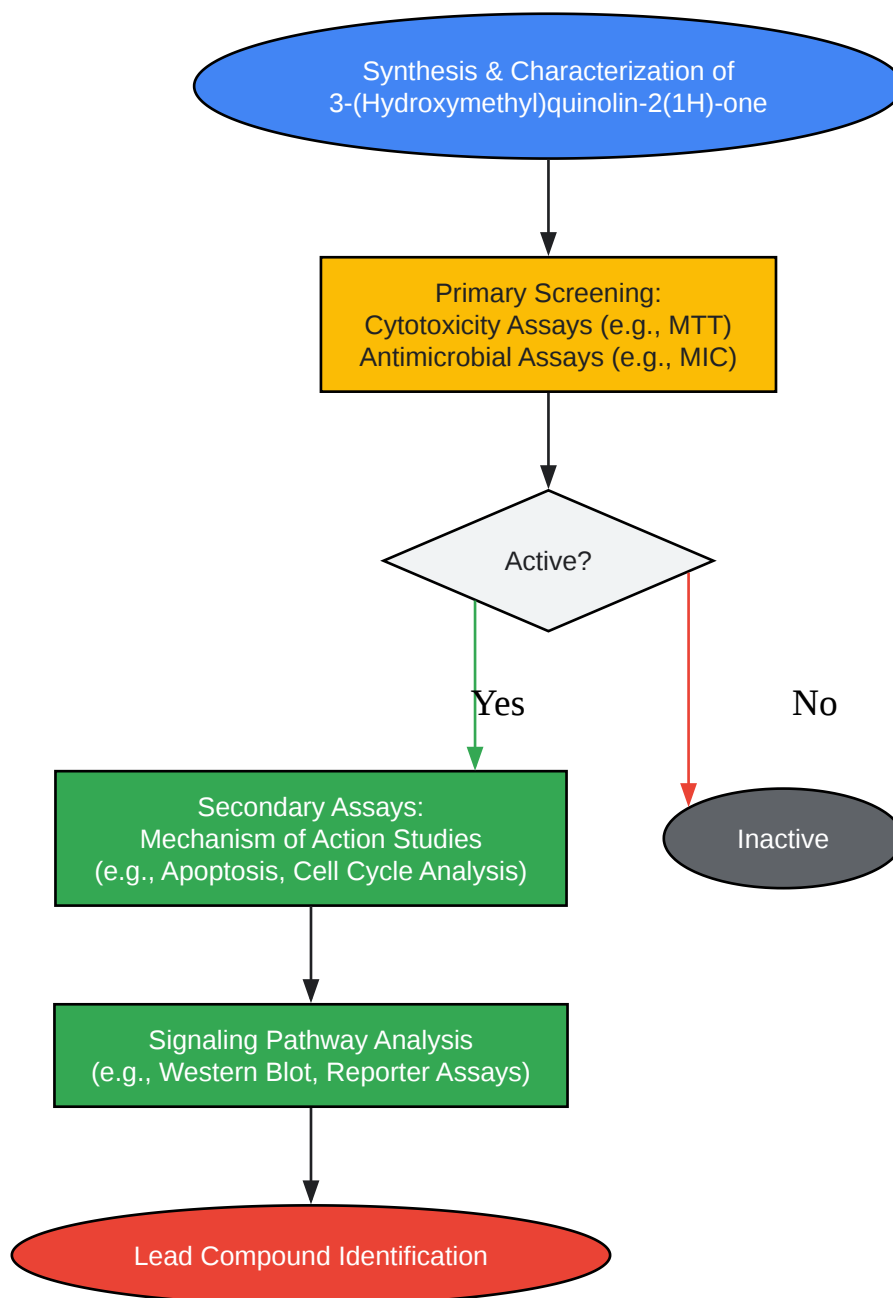 Synthesis & Characterization of
3-(Hydroxymethyl)quinolin-2(1H)-one
Primary Screening:
Cytotoxicity Assays (e.g., MTT)
Antimicrobial Assays (e.g., MIC)
Active?
Yes
No
Secondary Assays:
Mechanism of Action Studies
(e.g., Apoptosis, Cell Cycle Analysis)
Inactive
Signaling Pathway Analysis
(e.g., Western Blot, Reporter Assays)
Lead Compound Identification